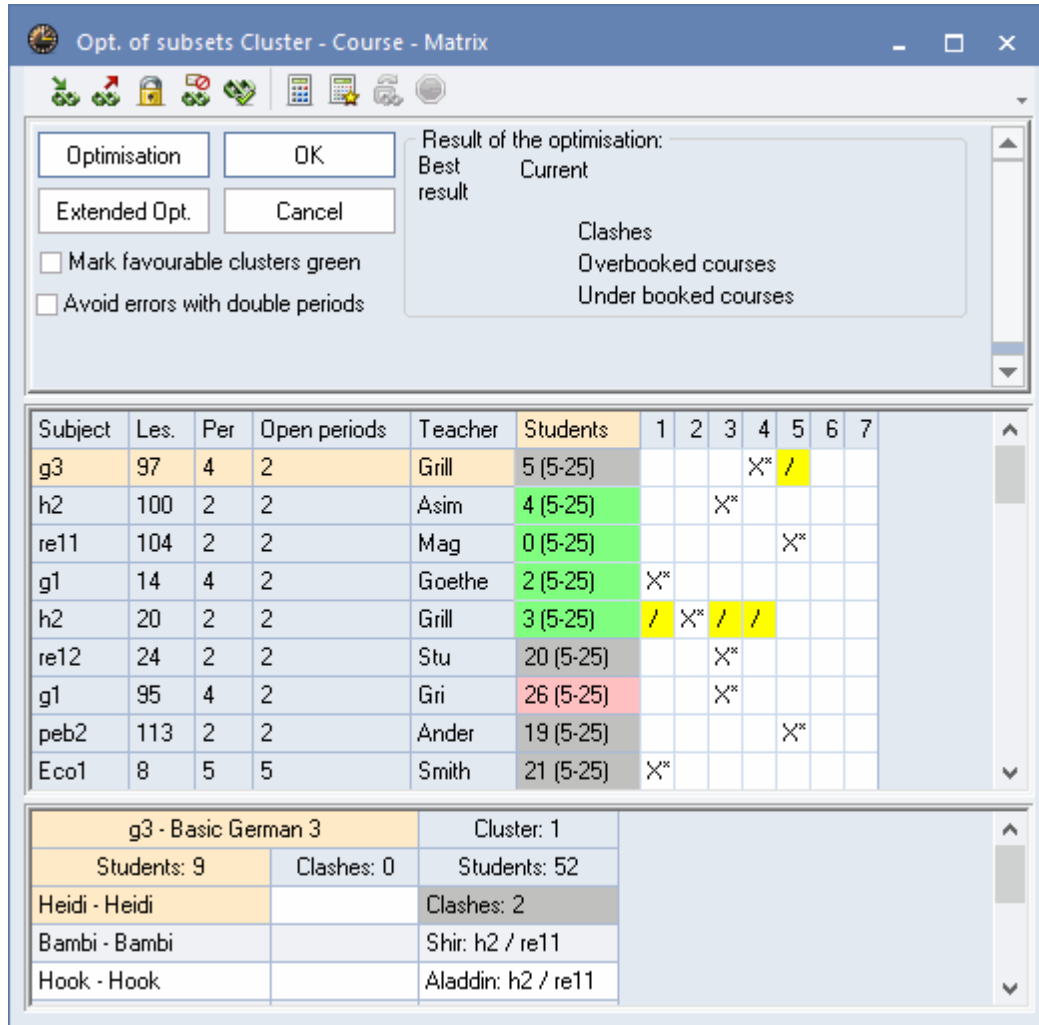 Opt. of subsets Cluster - Course - Matrix
Optimisation OK
Extended Opt. Cancel
Mark favourable clusters green
Avoid errors with double periods
Result of the optimisation:
Best Current
result
Clashes
Overbooked courses
Under booked courses
Subject Les. Per Open periods Teacher Students 1 2 3 4 5 6 7
g3 97 4 2 Grill 5 (5-25) X* /
h2 100 2 2 Asim 4 (5-25) X*
re11 104 2 2 Mag 0 (5-25) X*
g1 14 4 2 Goethe 2 (5-25) X*
h2 20 2 2 Grill 3 (5-25) / X* / /
re12 24 2 2 Stu 20 (5-25) X*
g1 95 4 2 Gri 26 (5-25) X*
peb2 113 2 2 Ander 19 (5-25) X*
Eco1 8 5 5 Smith 21 (5-25) X*
g3 - Basic German 3 Cluster: 1
Students: 9 Clashes: 0 Students: 52
Heidi - Heidi Clashes: 2
Bambi - Bambi Shir: h2 / re11
Hook - Hook Aladdin: h2 / re11